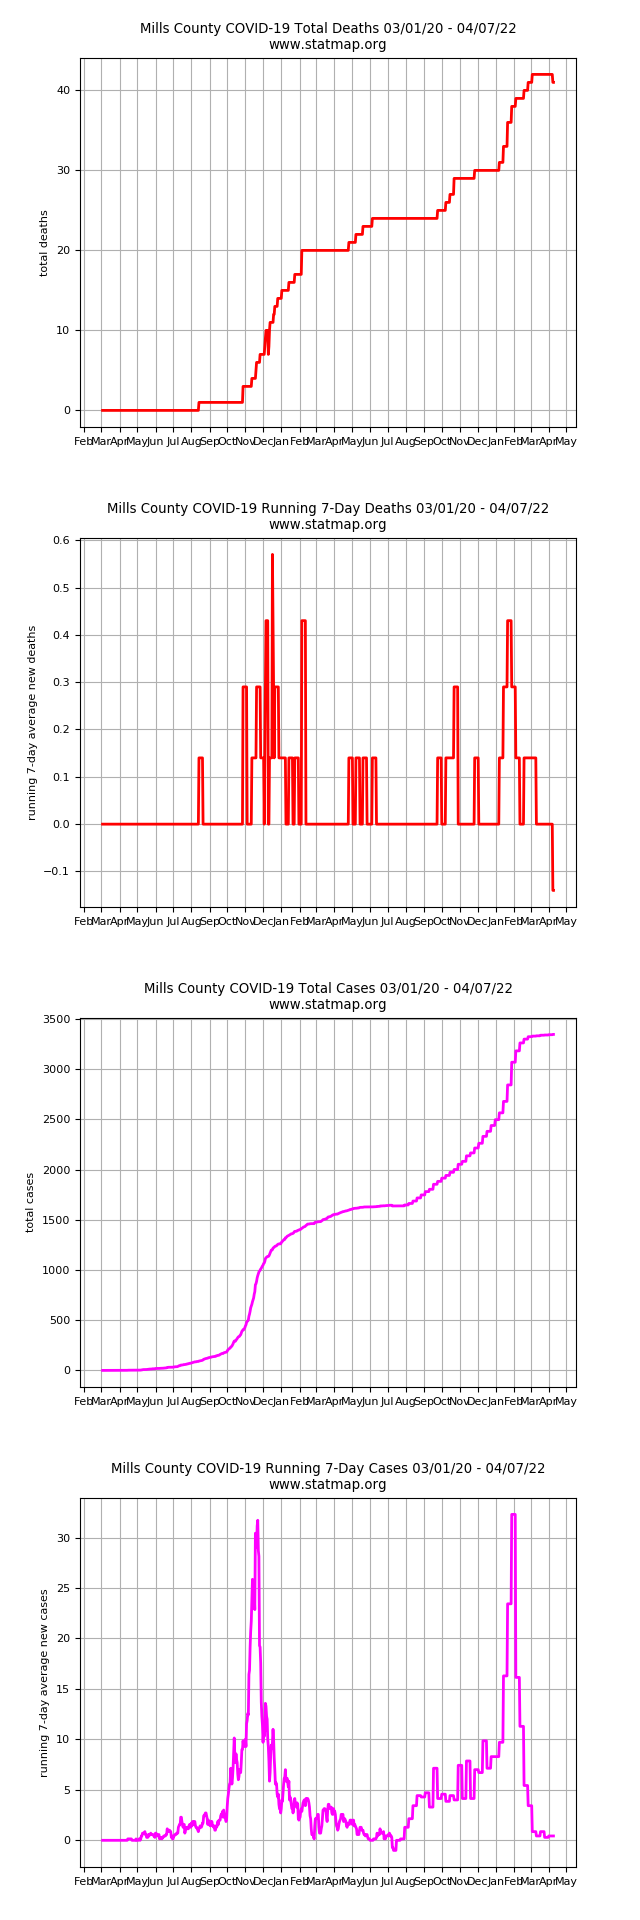 Mills County COVID-19 Total Deaths 03/01/20 - 04/07/22
www.statmap.org
40
30
20
10
0
total deaths
Feb Mar Apr May Jun Jul Aug Sep Oct Nov Dec Jan Feb Mar Apr May Jun Jul Aug Sep Oct Nov Dec Jan Feb Mar Apr May
Mills County COVID-19 Running 7-Day Deaths 03/01/20 - 04/07/22
www.statmap.org
0.6
0.5
0.4
0.3
0.2
0.1
0.0
−0.1
running 7-day average new deaths
Feb Mar Apr May Jun Jul Aug Sep Oct Nov Dec Jan Feb Mar Apr May Jun Jul Aug Sep Oct Nov Dec Jan Feb Mar Apr May
Mills County COVID-19 Total Cases 03/01/20 - 04/07/22
www.statmap.org
3500
3000
2500
2000
1500
1000
500
0
total cases
Feb Mar Apr May Jun Jul Aug Sep Oct Nov Dec Jan Feb Mar Apr May Jun Jul Aug Sep Oct Nov Dec Jan Feb Mar Apr May
Mills County COVID-19 Running 7-Day Cases 03/01/20 - 04/07/22
www.statmap.org
30
25
20
15
10
5
0
running 7-day average new cases
Feb Mar Apr May Jun Jul Aug Sep Oct Nov Dec Jan Feb Mar Apr May Jun Jul Aug Sep Oct Nov Dec Jan Feb Mar Apr May